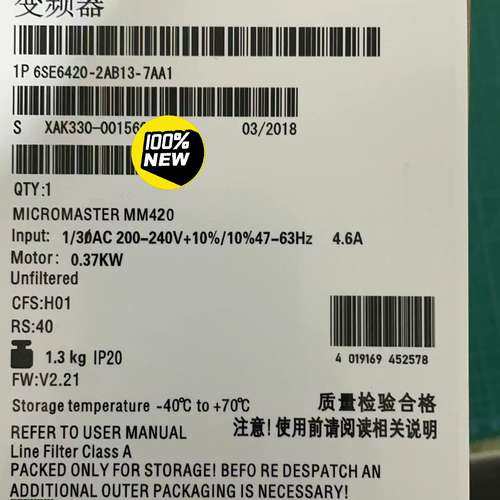 变频器
1P 6SE6420-2AB13-7AA1
S XAK330-00156 03/2018
100%
NEW
QTY:1
MICROMASTER MM420
Input: 1/3ØAC 200-240V+10%/10%47-63Hz 4.6A
Motor: 0.37KW
Unfiltered
CFS:H01
RS:40
1.3 kg IP20
4 019169 452578
FW:V2.21
Storage temperature -40℃ to +70℃
质量检验合格
注意!使用前请阅读相关说明
REFER TO USER MANUAL
Line Filter Class A
PACKED ONLY FOR STORAGE! BEFO RE DESPATCH AN
ADDITIONAL OUTER PACKAGING IS NECESSARY!